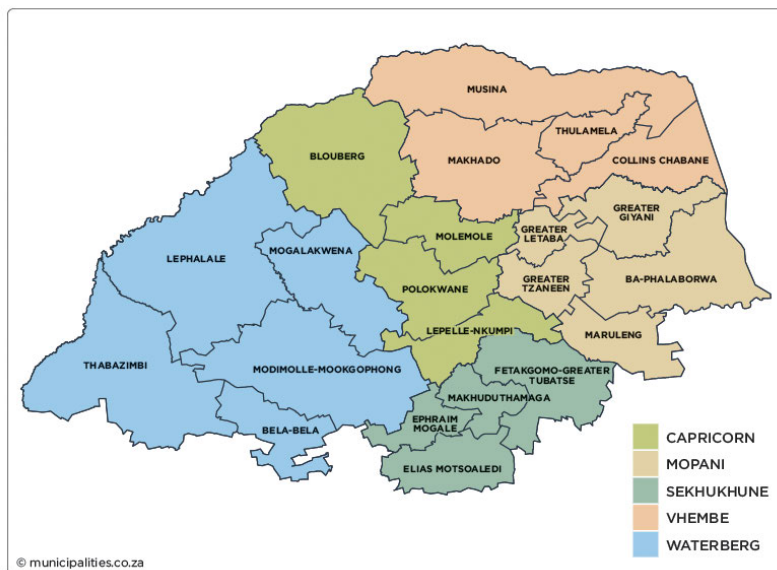 MUSINA
THULAMELA
BLOUBERG
MAKHADO
COLLINS CHABANE
GREATER
GIYANI
MOLEMOLE
GREATER
LETABA
MOGALAKWENA
LEPHALALE
POLOKWANE
GREATER
TZANEEN
BA-PHALABORWA
LEPELLE-NKUMPI
MARULENG
THABAZIMBI
MODIMOLLE-MOOKGOPHONG
FETAKGOMO-GREATER
TUBATSE
MAKHUDUTHAMAGA
EPHRAIM
MOGALE
BELA-BELA
ELIAS MOTSOALEDI
CAPRICORN
MOPANI
SEKHUKHUNE
VHEMBE
WATERBERG
© municipalities.co.za